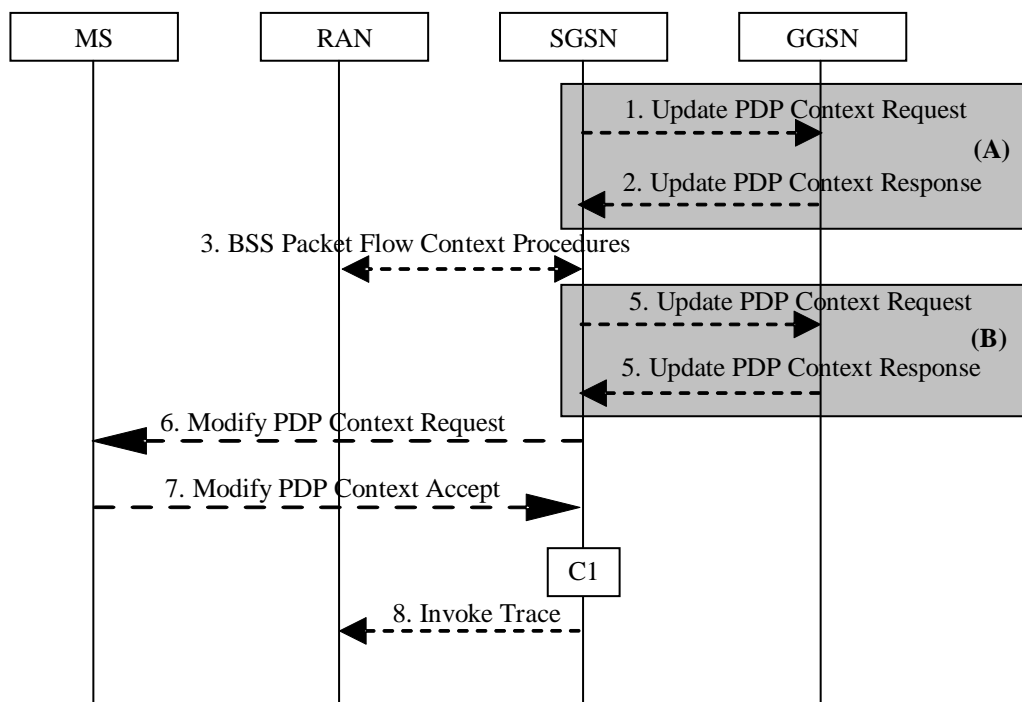 MS
RAN
SGSN
GGSN
1. Update PDP Context Request
(A)
2. Update PDP Context Response
3. BSS Packet Flow Context Procedures
5. Update PDP Context Request
(B)
5. Update PDP Context Response
6. Modify PDP Context Request
7. Modify PDP Context Accept
C1
8. Invoke Trace